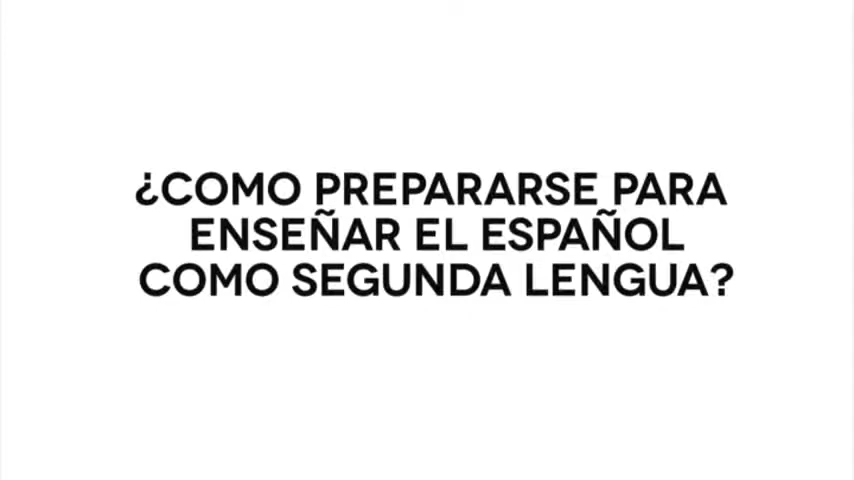 ¿COMO PREPARARSE PARA
ENSEÑAR EL ESPAÑOL
COMO SEGUNDA LENGUA?